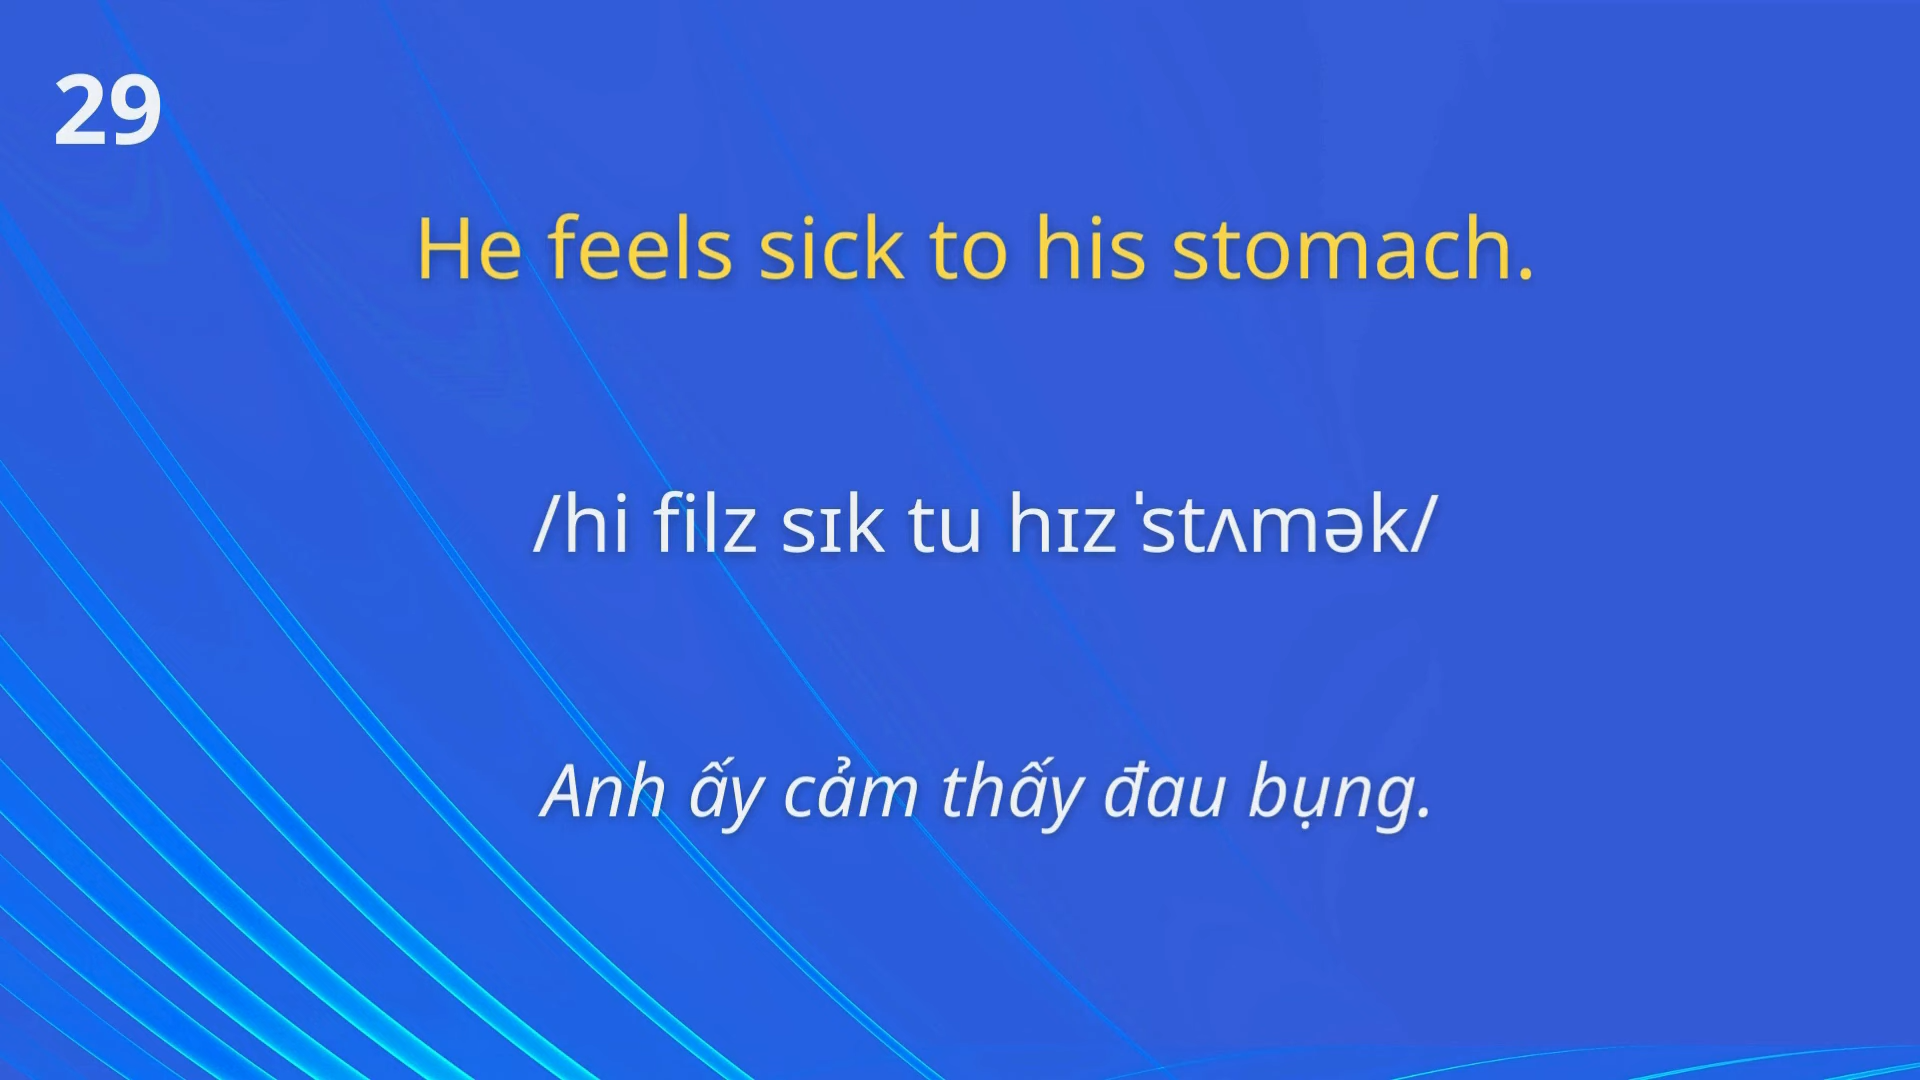 29
He feels sick to his stomach.
/hi filz sɪk tu hɪz ˈstʌmək/
Anh ấy cảm thấy đau bụng.